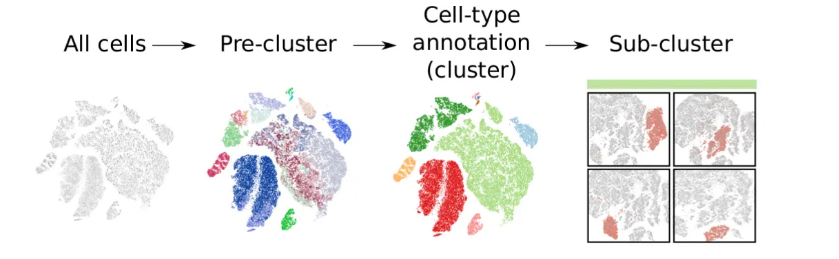 All cells
Pre-cluster
Cell-type
annotation
(cluster)
Sub-cluster